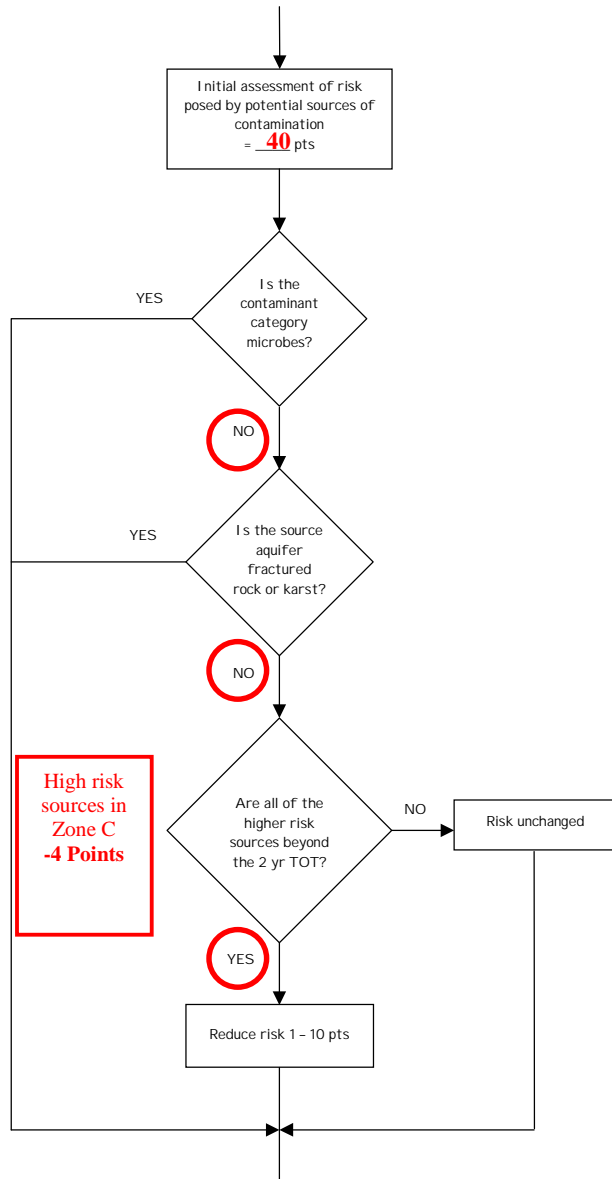 Initial assessment of risk
posed by potential sources of
contamination
= 40 pts
YES
Is the
contaminant
category
microbes?
NO
YES
Is the source
aquifer
fractured
rock or karst?
NO
High risk
sources in
Zone C
-4 Points
Are all of the
higher risk
sources beyond
the 2 yr TOT?
NO
Risk unchanged
YES
Reduce risk 1 – 10 pts